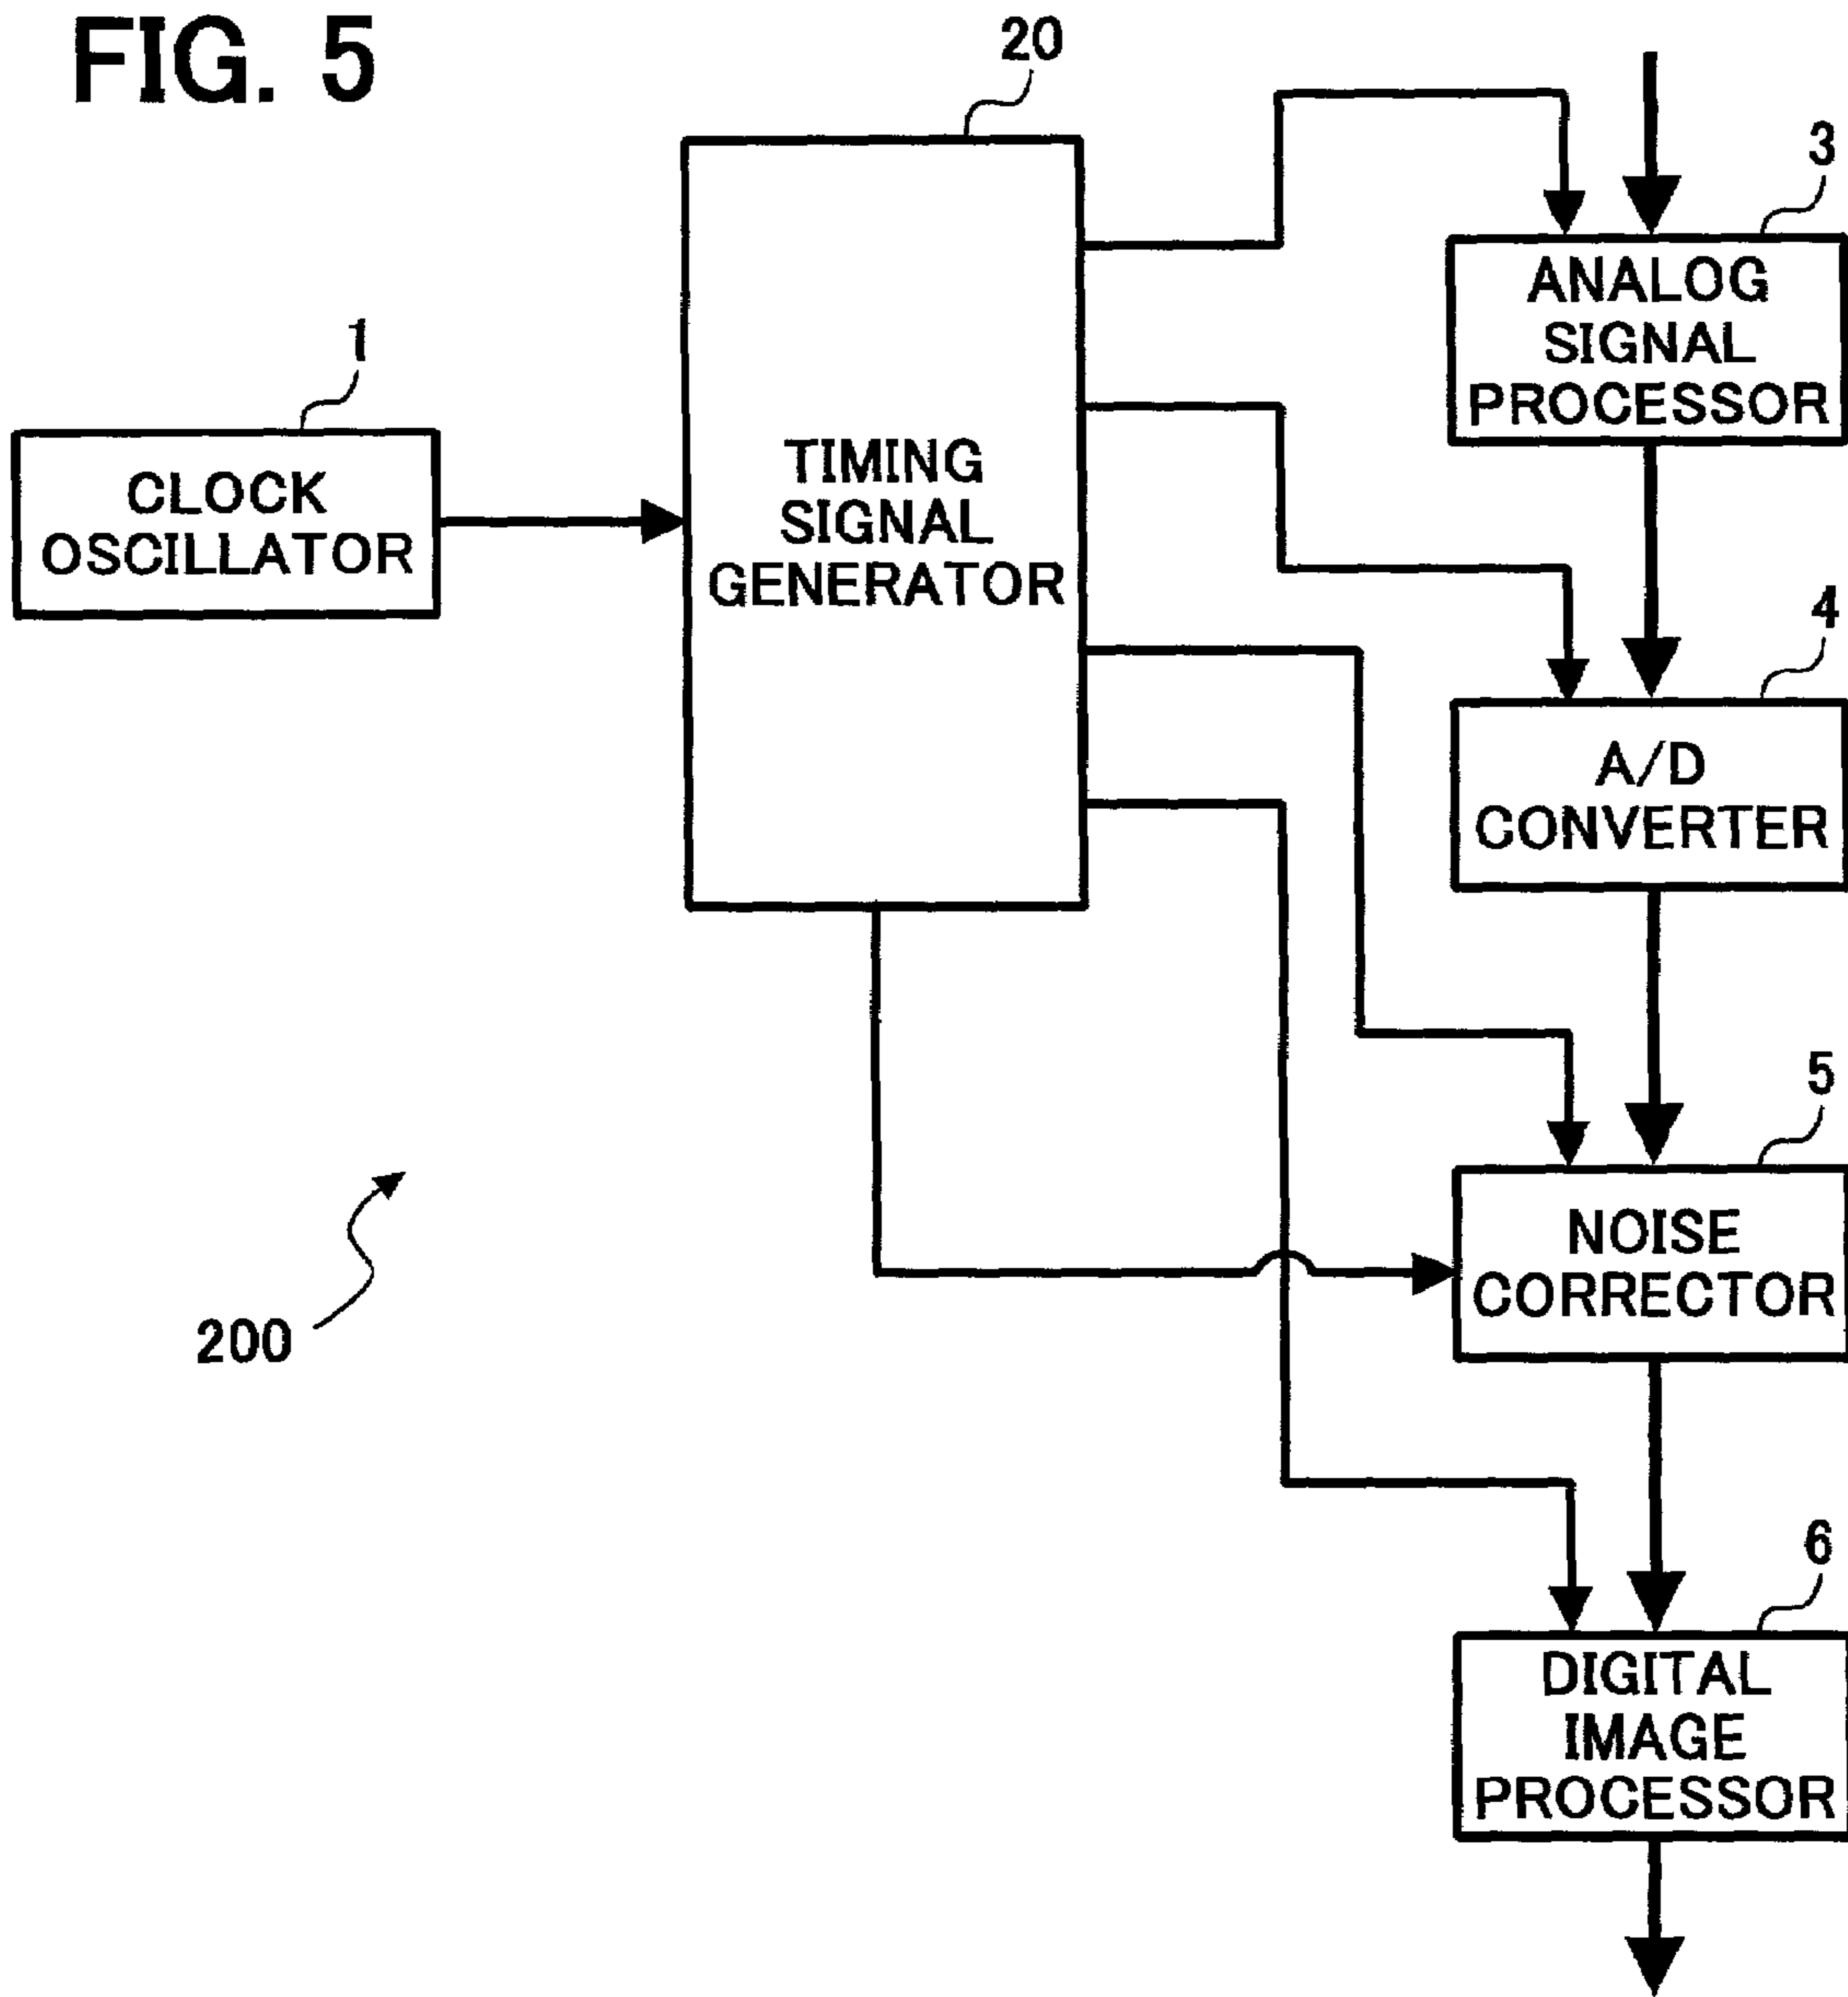 FIG. 5
20
3
ANALOG
SIGNAL
PROCESSOR
1
CLOCK
OSCILLATOR
TIMING
SIGNAL
GENERATOR
4
A/D
CONVERTER
5
NOISE
CORRECTOR
200
6
DIGITAL
IMAGE
PROCESSOR